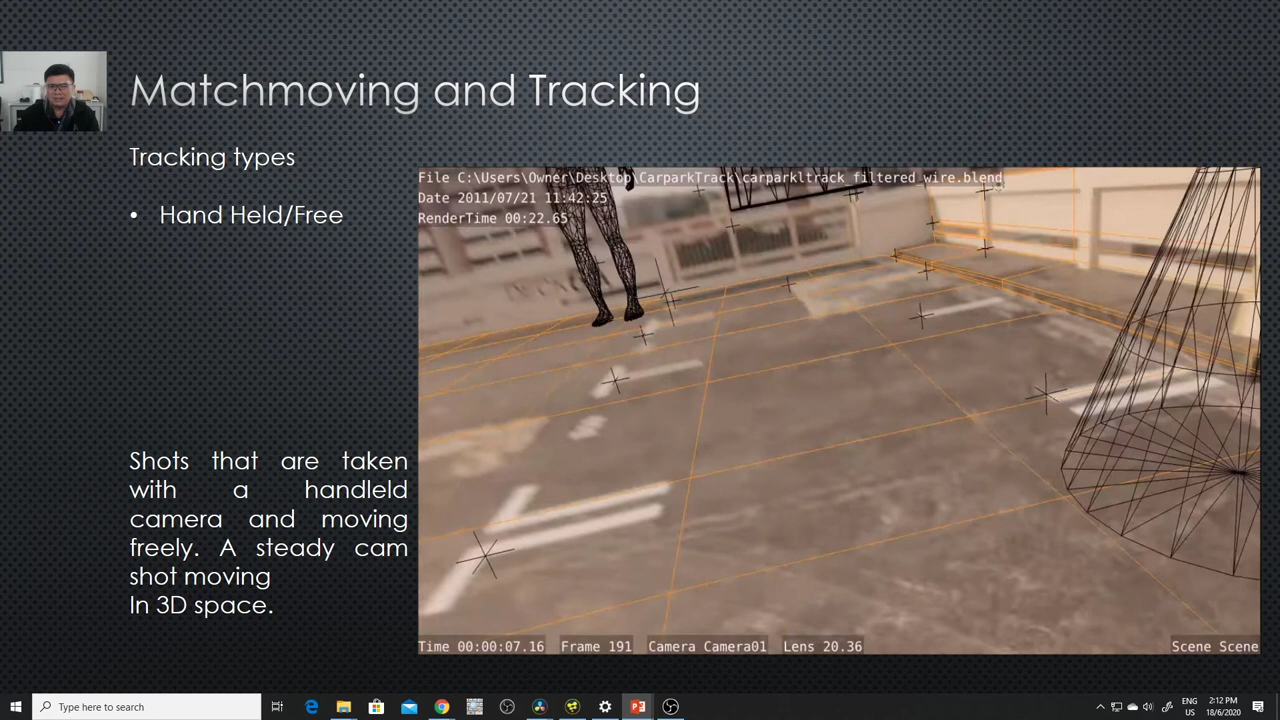 Matchmoving and Tracking
Tracking types
• Hand Held/Free
Shots that are taken
with a handleld
camera and moving
freely. A steady cam
shot moving
In 3D space.
File C:\Users\Owner\Desktop\CarparkTrack\carparkltrack filtered wire.blend
Date 2011/07/21 11:42:25
RenderTime 00:22.65
Time 00:00:07.16 Frame 191 Camera Camera01 Lens 20.36 Scene Scene
Type here to search
ENG
US
2:12 PM
18/6/2020